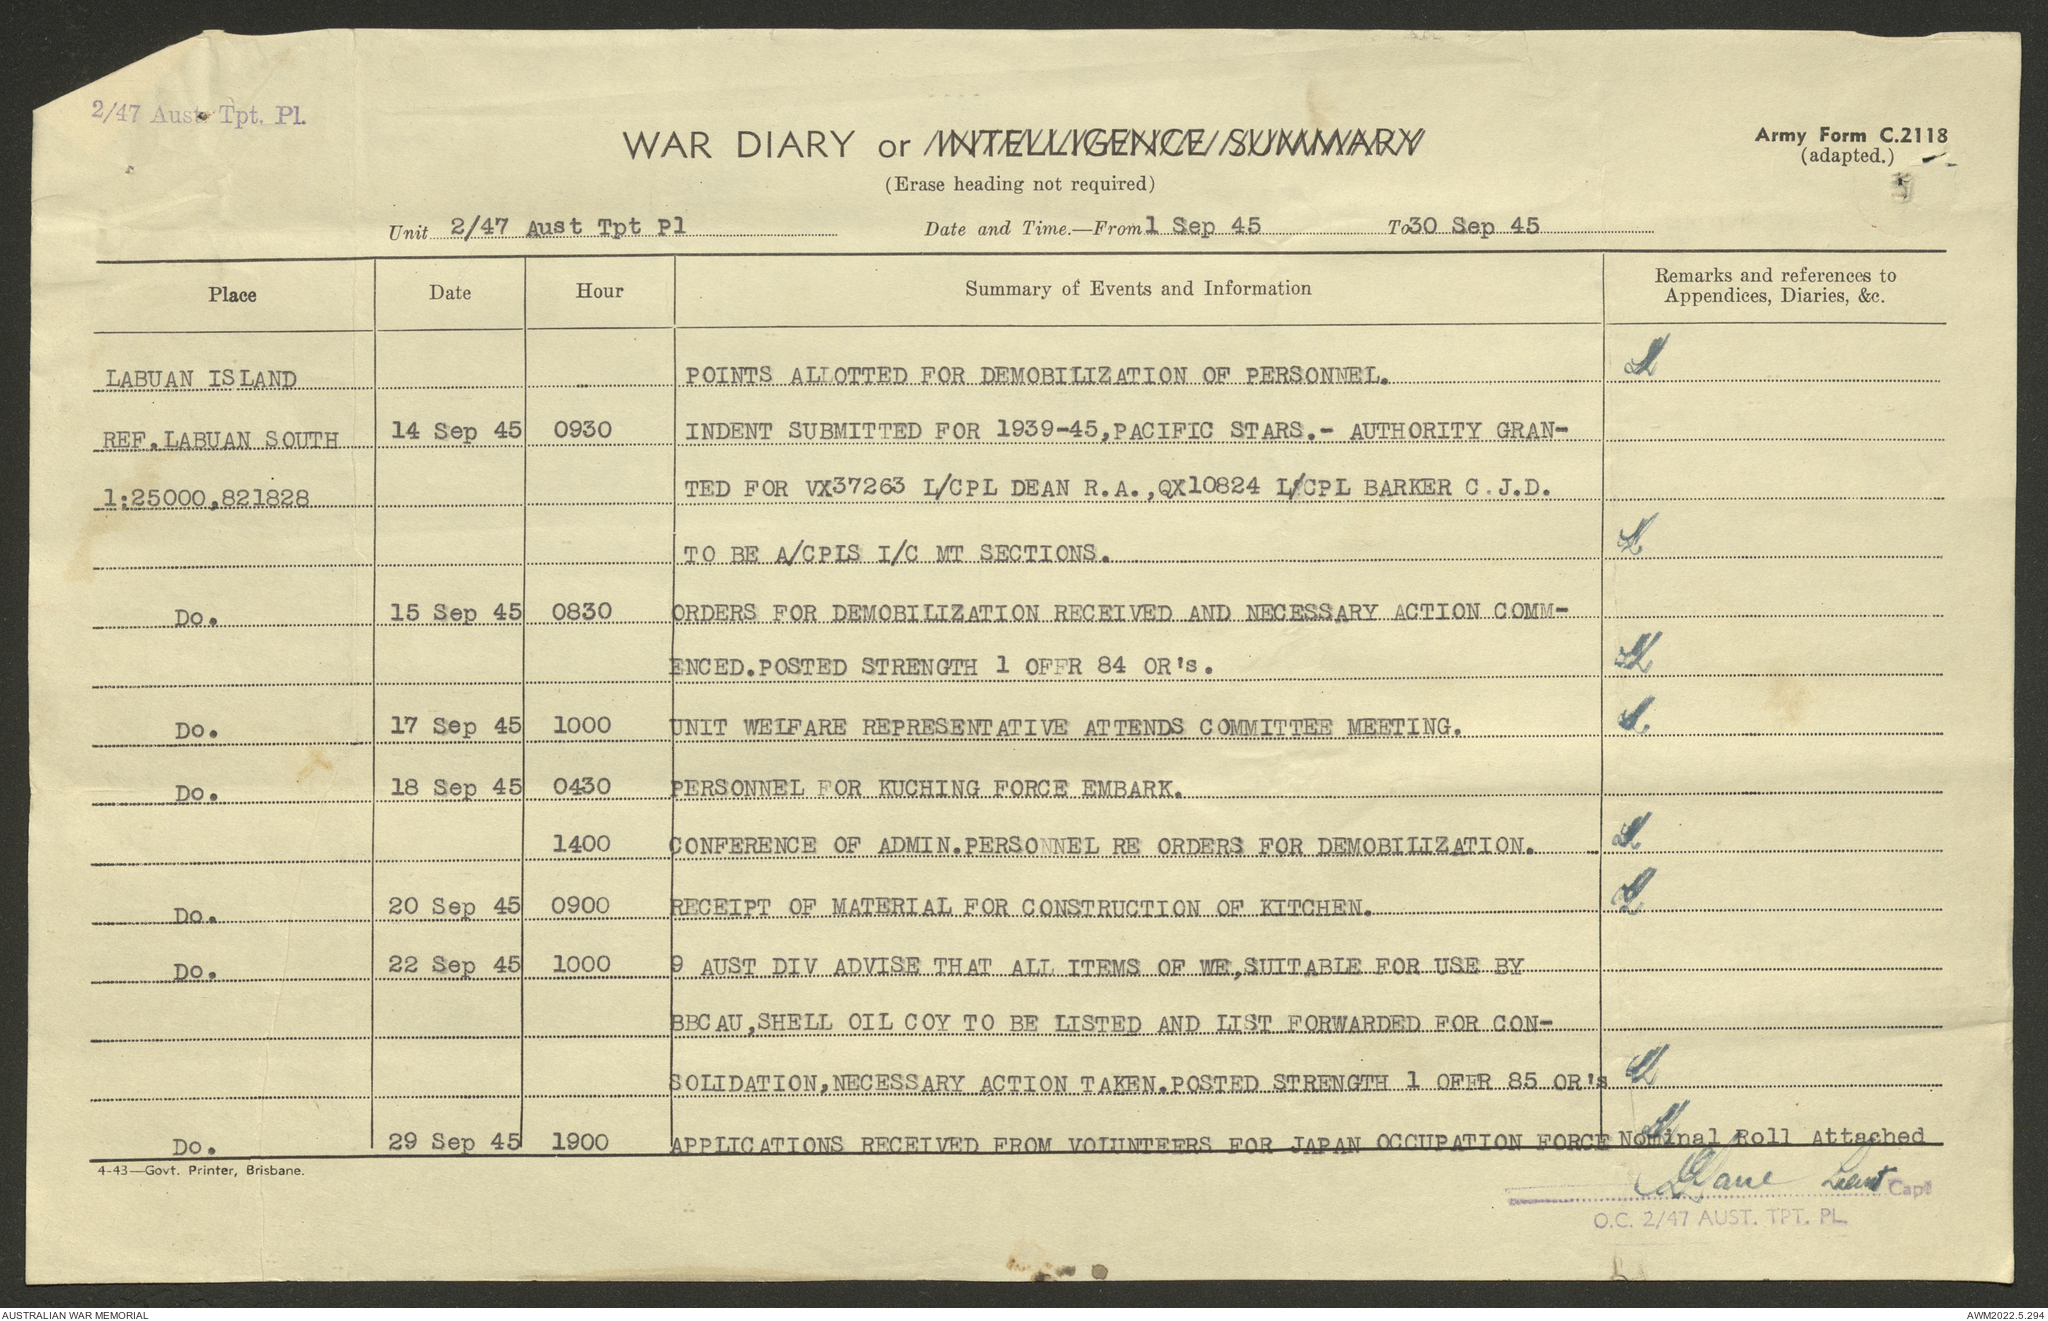 2/47 Aust. Tpt. Pl.
WAR DIARY or INTELLIGENCE SUMMARY
Army Form C.2118
(adapted.)
(Erase heading not required)
Unit 2/47 Aust Tpt Pl Date and Time.—From 1 Sep 45 To 30 Sep 45
Place Date Hour Summary of Events and Information Remarks and references to Appendices, Diaries, &c.
LABUAN ISLAND POINTS ALLOTTED FOR DEMOBILIZATION OF PERSONNEL.
REF.LABUAN SOUTH 14 Sep 45 0930 INDENT SUBMITTED FOR 1939-45,PACIFIC STARS.- AUTHORITY GRAN-
1:25000,821828 TED FOR VX37263 L/CPL DEAN R.A.,QX10824 L/CPL BARKER C.J.D.
TO BE A/CPLS I/C MT SECTIONS.
Do. 15 Sep 45 0830 ORDERS FOR DEMOBILIZATION RECEIVED AND NECESSARY ACTION COMM-
ENCED.POSTED STRENGTH 1 OFFR 84 OR's.
Do. 17 Sep 45 1000 UNIT WELFARE REPRESENTATIVE ATTENDS COMMITTEE MEETING.
Do. 18 Sep 45 0430 PERSONNEL FOR KUCHING FORCE EMBARK.
1400 CONFERENCE OF ADMIN.PERSONNEL RE ORDERS FOR DEMOBILIZATION.
Do. 20 Sep 45 0900 RECEIPT OF MATERIAL FOR CONSTRUCTION OF KITCHEN.
Do. 22 Sep 45 1000 9 AUST DIV ADVISE THAT ALL ITEMS OF WE,SUITABLE FOR USE BY
BBCAU,SHELL OIL COY TO BE LISTED AND LIST FORWARDED FOR CON-
SOLIDATION,NECESSARY ACTION TAKEN.POSTED STRENGTH 1 OFFR 85 OR's
Do. 29 Sep 45 1900 APPLICATIONS RECEIVED FROM VOLUNTEERS FOR JAPAN OCCUPATION FORCE Nominal Roll Attached
4-43—Govt. Printer, Brisbane.
Lieut Capt
O.C. 2/47 AUST. TPT. PL.
AUSTRALIAN WAR MEMORIAL
AWM2022.5.294